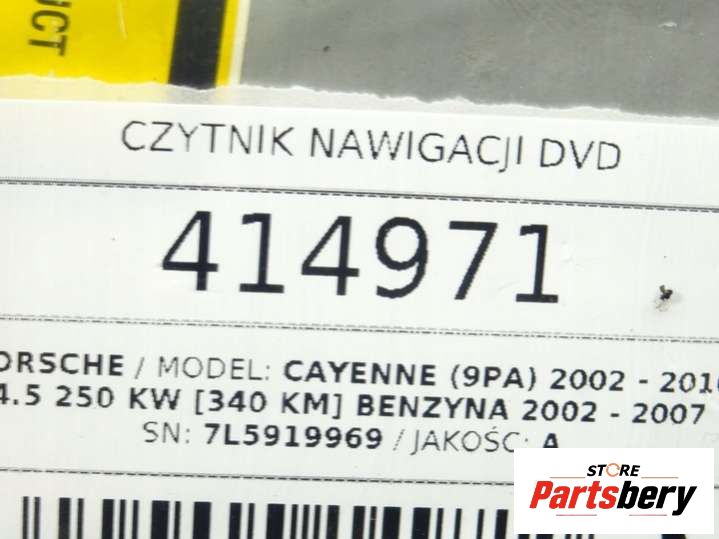 UCT
CZYTNIK NAWIGACJI DVD
414971
ORSCHE / MODEL: CAYENNE (9PA) 2002 - 2010
4.5 250 KW [340 KM] BENZYNA 2002 - 2007
SN: 7L5919969 / JAKOŚĆ: A
STORE
Partsbery